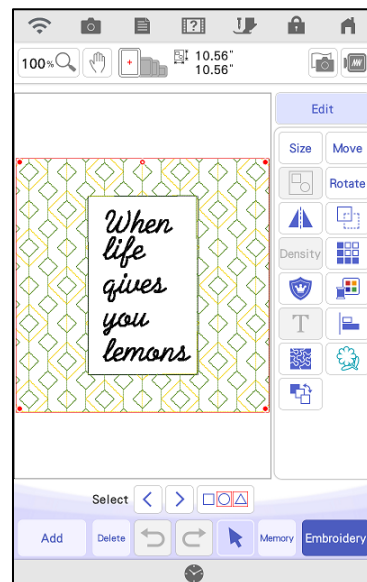 100%
10.56"
10.56"
Edit
Size
Move
Rotate
Density
When
life
gives
you
lemons
T
Select
Add
Delete
Memory
Embroidery